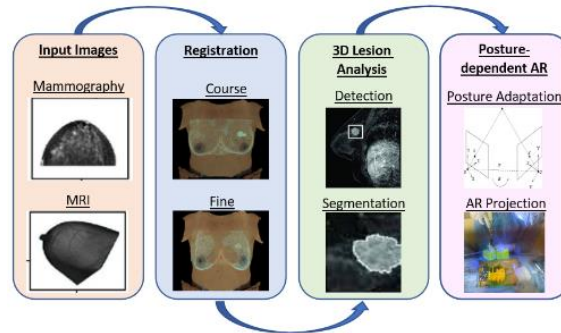 Input Images
Mammography
MRI
Registration
Course
Fine
3D Lesion
Analysis
Detection
Segmentation
Posture-
dependent AR
Posture Adaptation
AR Projection